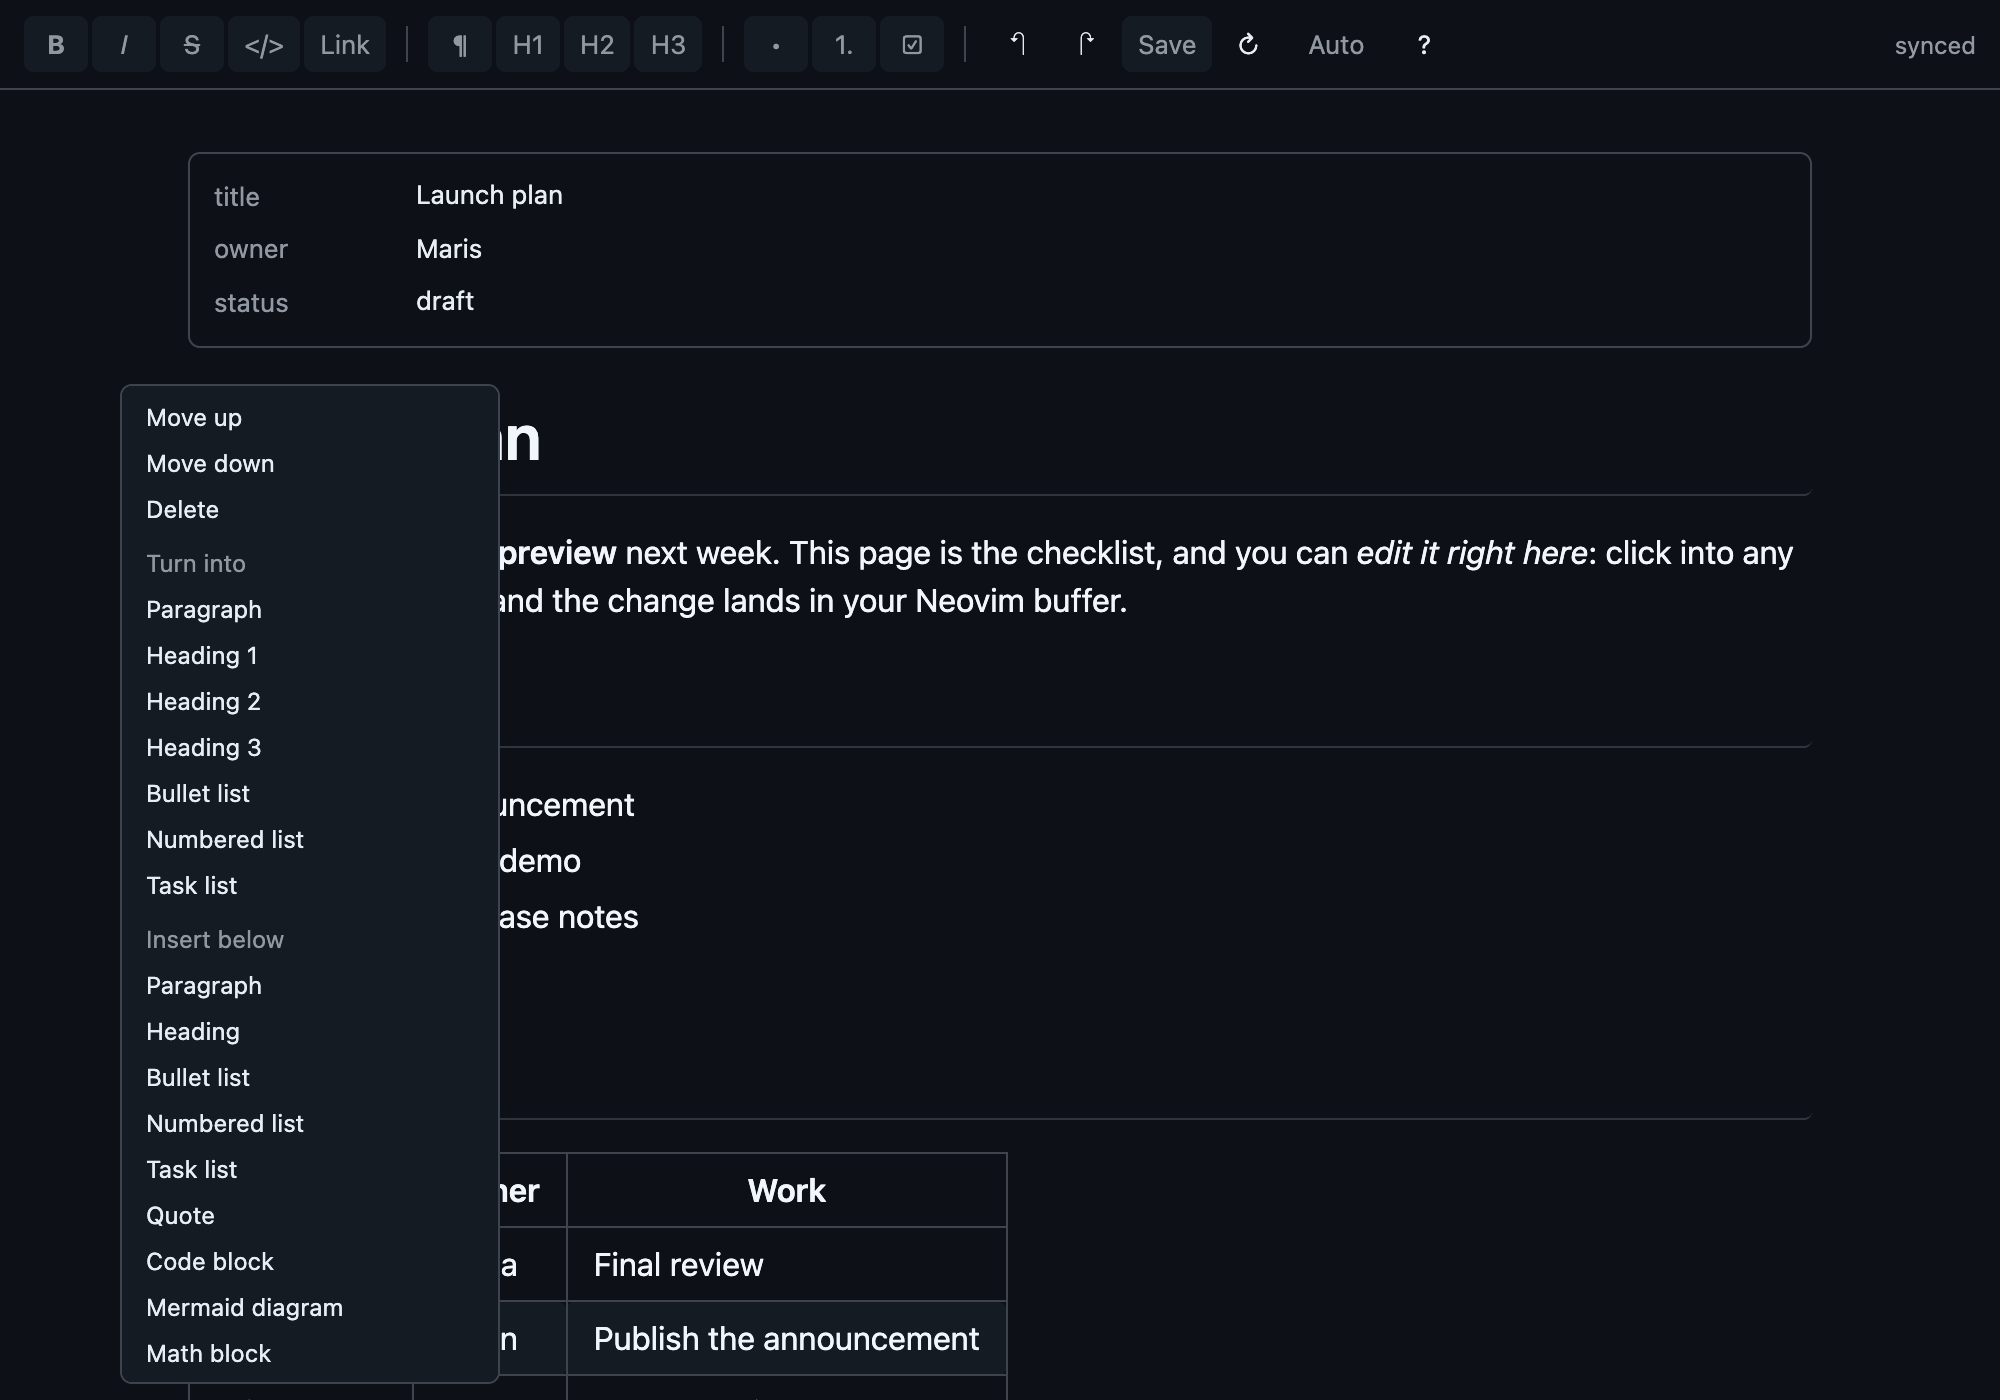 B I S </> Link ¶ H1 H2 H3 • 1. Save Auto ? synced
title Launch plan
owner Maris
status draft
Move up
Move down
Delete
Turn into
Paragraph
Heading 1
Heading 2
Heading 3
Bullet list
Numbered list
Task list
Insert below
Paragraph
Heading
Bullet list
Numbered list
Task list
Quote
Code block
Mermaid diagram
Math block
preview next week. This page is the checklist, and you can edit it right here: click into any
and the change lands in your Neovim buffer.
demo
notes
Work
Final review
Publish the announcement